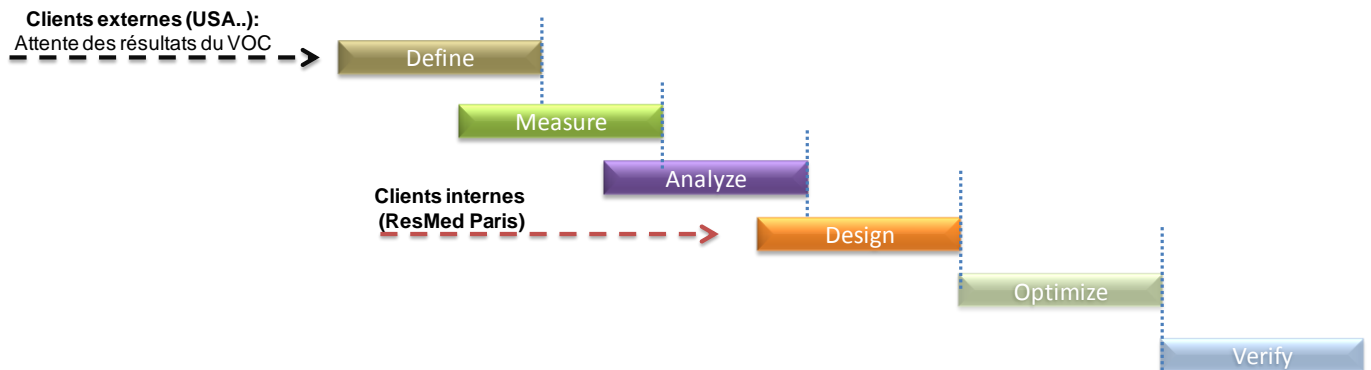 Clients externes (USA..):
Attente des résultats du VOC
Define
Measure
Analyze
Clients internes
(ResMed Paris)
Design
Optimize
Verify